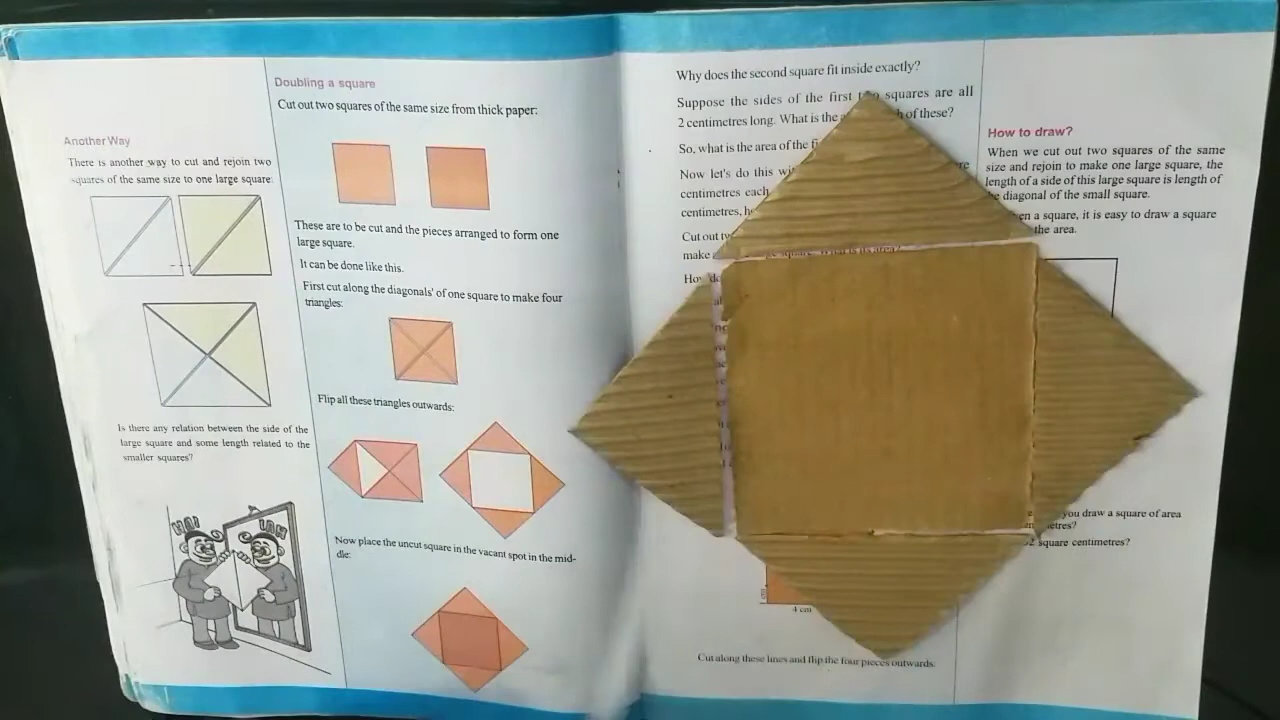 Another Way
There is another way to cut and rejoin two
squares of the same size to one large square:
Is there any relation between the side of the
large square and some length related to the
smaller squares?
HA!
Doubling a square
Cut out two squares of the same size from thick paper:
These are to be cut and the pieces arranged to form one
large square.
It can be done like this.
First cut along the diagonals' of one square to make four
triangles:
Flip all these triangles outwards:
Now place the uncut square in the vacant spot in the mid-
dle:
Why does the second square fit inside exactly?
Suppose the sides of the first squares are all
2 centimetres long. What is the of these?
So, what is the area of the
Now let's do this
centimetres each
centimetres,
Cut out
make square. What is its area?
4 cm
Cut along these lines and flip the four pieces outwards.
How to draw?
When we cut out two squares of the same
size and rejoin to make one large square, the
length of a side of this large square is length of
diagonal of the small square.
a square, it is easy to draw a square
the area.
you draw a square of area
square centimetres?